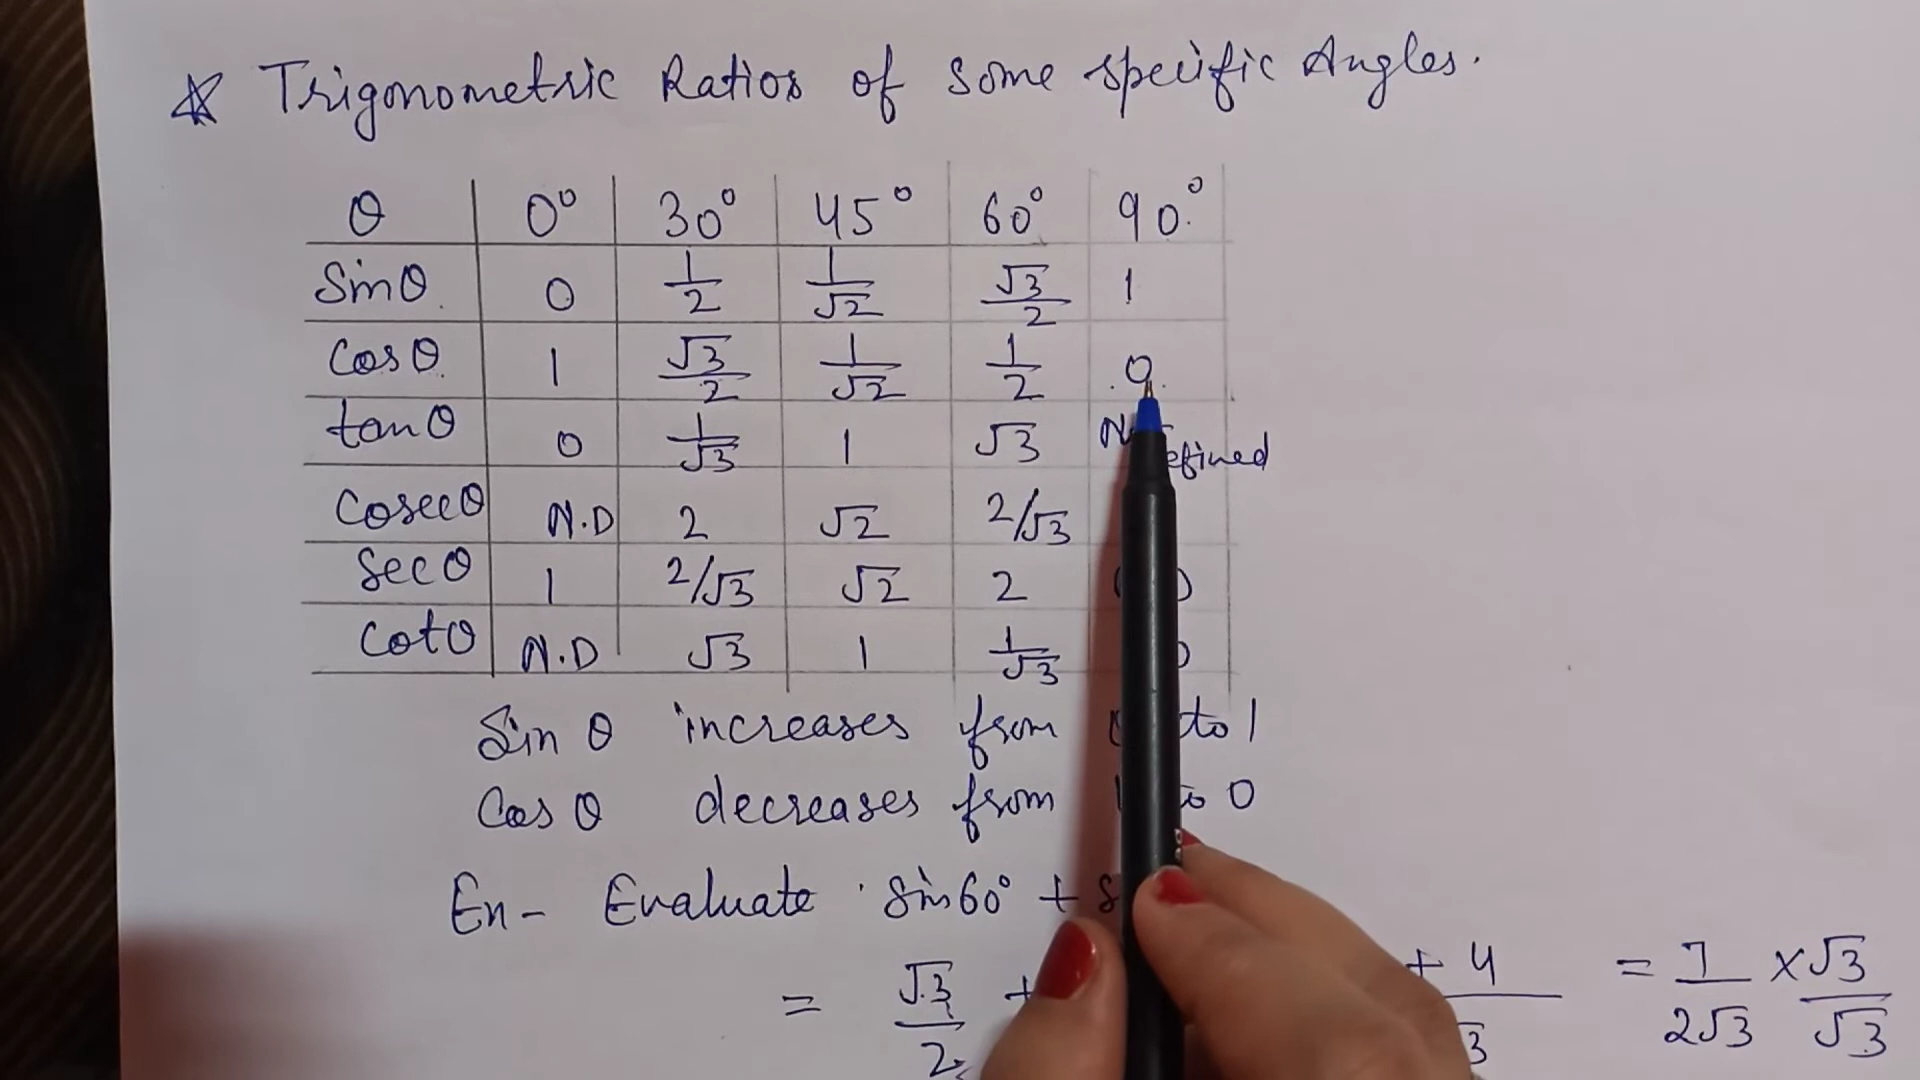 ☆ Trigonometric Ratios of Some specific Angles.
θ 0° 30° 45° 60° 90°
Sinθ 0 1/2 1/√2 √3/2 1
Cosθ 1 √3/2 1/√2 1/2 0
tanθ 0 1/√3 1 √3
Cosecθ N.D 2 √2 2/√3
Secθ 1 2/√3 √2 2
Cotθ N.D √3 1 1/√3
Sin θ increases from to 1
Cos θ decreases from 0
Ex- Evaluate sin60° +
= √3/2 + + 4 = 7/2√3 × √3/√3